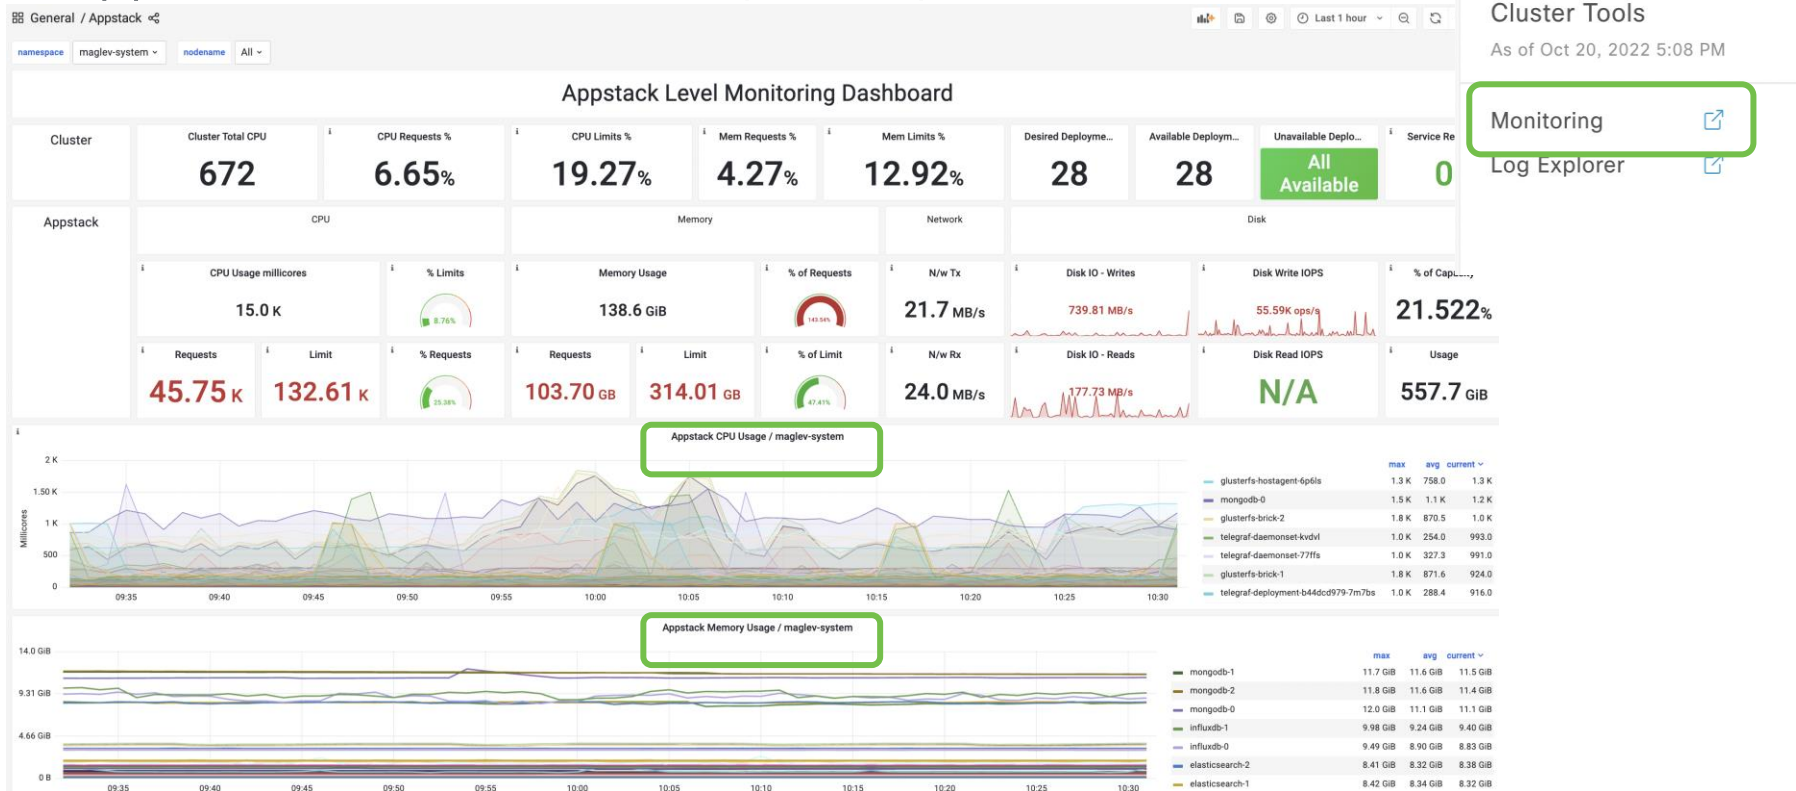 General / Appstack
Last 1 hour
Cluster Tools
As of Oct 20, 2022 5:08 PM
Monitoring
Log Explorer
namespace maglev-system nodename All
Appstack Level Monitoring Dashboard
Cluster
Cluster Total CPU
672
CPU Requests %
6.65%
CPU Limits %
19.27%
Mem Requests %
4.27%
Mem Limits %
12.92%
Desired Deployme...
28
Available Deploym...
28
Unavailable Deplo...
All
Available
Service Re
0
Appstack
CPU
Memory
Network
Disk
CPU Usage millicores
15.0 K
% Limits
8.76%
Memory Usage
138.6 GiB
% of Requests
143.54%
N/w Tx
21.7 MB/s
Disk IO - Writes
739.81 MB/s
Disk Write IOPS
55.59K ops/s
% of Capacity
21.522%
Requests
45.75 K
Limit
132.61 K
% Requests
25.38%
Requests
103.70 GB
Limit
314.01 GB
% of Limit
47.41%
N/w Rx
24.0 MB/s
Disk IO - Reads
177.73 MB/s
Disk Read IOPS
N/A
Usage
557.7 GiB
Appstack CPU Usage / maglev-system
Millicores
2 K
1.50 K
1 K
500
0
09:35 09:40 09:45 09:50 09:55 10:00 10:05 10:10 10:15 10:20 10:25 10:30
max avg current
glusterfs-hostagent-6p6ls 1.3 K 758.0 1.3 K
mongodb-0 1.5 K 1.1 K 1.2 K
glusterfs-brick-2 1.8 K 870.5 1.0 K
telegraf-daemonset-kvdvl 1.0 K 254.0 993.0
telegraf-daemonset-77ffs 1.0 K 327.3 991.0
glusterfs-brick-1 1.8 K 871.6 924.0
telegraf-deployment-b44dcd979-7m7bs 1.0 K 288.4 916.0
Appstack Memory Usage / maglev-system
14.0 GiB
9.31 GiB
4.66 GiB
0 B
09:35 09:40 09:45 09:50 09:55 10:00 10:05 10:10 10:15 10:20 10:25 10:30
max avg current
mongodb-1 11.7 GiB 11.6 GiB 11.5 GiB
mongodb-2 11.8 GiB 11.6 GiB 11.4 GiB
mongodb-0 12.0 GiB 11.1 GiB 11.1 GiB
influxdb-1 9.98 GiB 9.24 GiB 9.40 GiB
influxdb-0 9.49 GiB 8.90 GiB 8.83 GiB
elasticsearch-2 8.41 GiB 8.32 GiB 8.38 GiB
elasticsearch-1 8.42 GiB 8.34 GiB 8.32 GiB